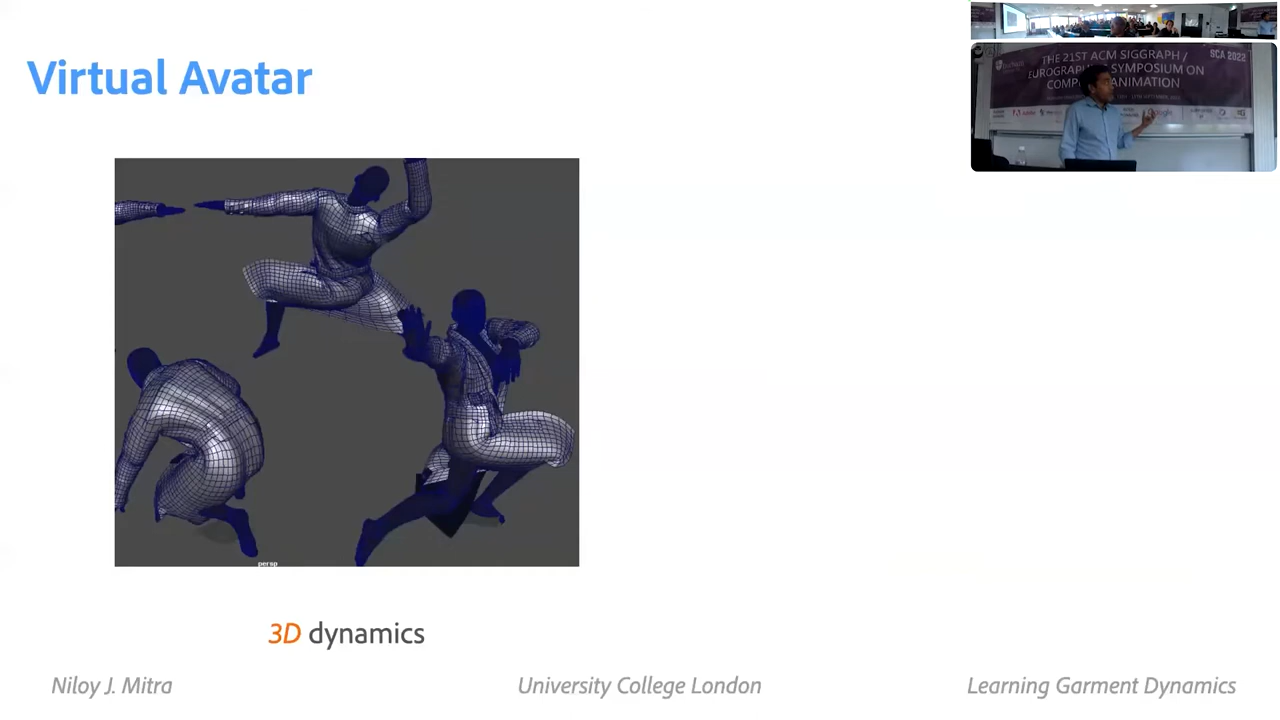 Virtual Avatar
THE 21ST ACM SIGGRAPH /
SCA 2022
SYMPOSIUM ON
persp
3D dynamics
Niloy J. Mitra
University College London
Learning Garment Dynamics